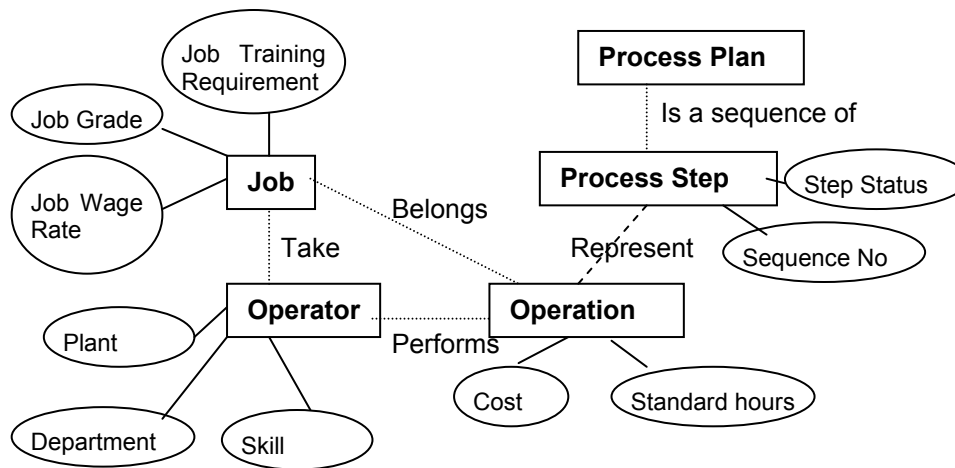 Job Training
Requirement
Process Plan
Job Grade
Is a sequence of
Job
Process Step
Step Status
Job Wage
Rate
Belongs
Take
Represent
Sequence No
Operator
Operation
Plant
Performs
Cost
Standard hours
Department
Skill